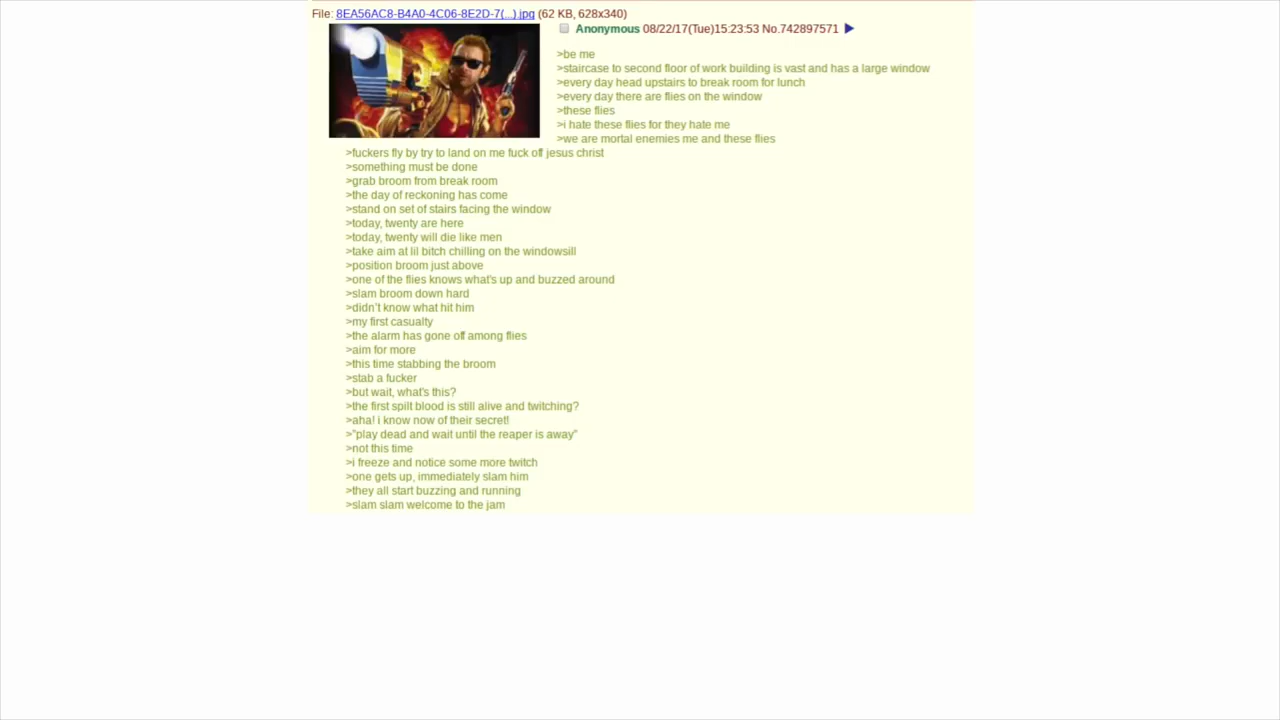 File: 8EA56AC8-B4A0-4C06-8E2D-7(...).jpg (62 KB, 628x340)
Anonymous 08/22/17(Tue)15:23:53 No.742897571 ▶
>be me
>staircase to second floor of work building is vast and has a large window
>every day head upstairs to break room for lunch
>every day there are flies on the window
>these flies
>i hate these flies for they hate me
>we are mortal enemies me and these flies
>fuckers fly by try to land on me fuck off jesus christ
>something must be done
>grab broom from break room
>the day of reckoning has come
>stand on set of stairs facing the window
>today, twenty are here
>today, twenty will die like men
>take aim at lil bitch chilling on the windowsill
>position broom just above
>one of the flies knows what's up and buzzed around
>slam broom down hard
>didn't know what hit him
>my first casualty
>the alarm has gone off among flies
>aim for more
>this time stabbing the broom
>stab a fucker
>but wait, what's this?
>the first spilt blood is still alive and twitching?
>aha! i know now of their secret!
>"play dead and wait until the reaper is away"
>not this time
>i freeze and notice some more twitch
>one gets up, immediately slam him
>they all start buzzing and running
>slam slam welcome to the jam